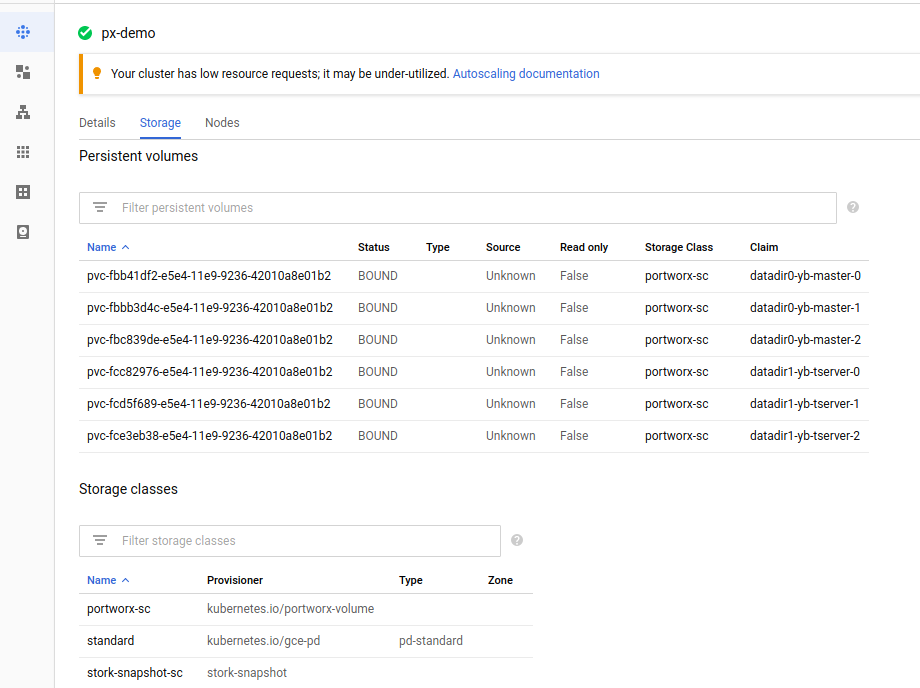 px-demo
Your cluster has low resource requests; it may be under-utilized. Autoscaling documentation
Details Storage Nodes
Persistent volumes
Filter persistent volumes
Name Status Type Source Read only Storage Class Claim
pvc-fbb41df2-e5e4-11e9-9236-42010a8e01b2 BOUND Unknown False portworx-sc datadir0-yb-master-0
pvc-fbbb3d4c-e5e4-11e9-9236-42010a8e01b2 BOUND Unknown False portworx-sc datadir0-yb-master-1
pvc-fbc839de-e5e4-11e9-9236-42010a8e01b2 BOUND Unknown False portworx-sc datadir0-yb-master-2
pvc-fcc82976-e5e4-11e9-9236-42010a8e01b2 BOUND Unknown False portworx-sc datadir1-yb-tserver-0
pvc-fcd5f689-e5e4-11e9-9236-42010a8e01b2 BOUND Unknown False portworx-sc datadir1-yb-tserver-1
pvc-fce3eb38-e5e4-11e9-9236-42010a8e01b2 BOUND Unknown False portworx-sc datadir1-yb-tserver-2
Storage classes
Filter storage classes
Name Provisioner Type Zone
portworx-sc kubernetes.io/portworx-volume
standard kubernetes.io/gce-pd pd-standard
stork-snapshot-sc stork-snapshot